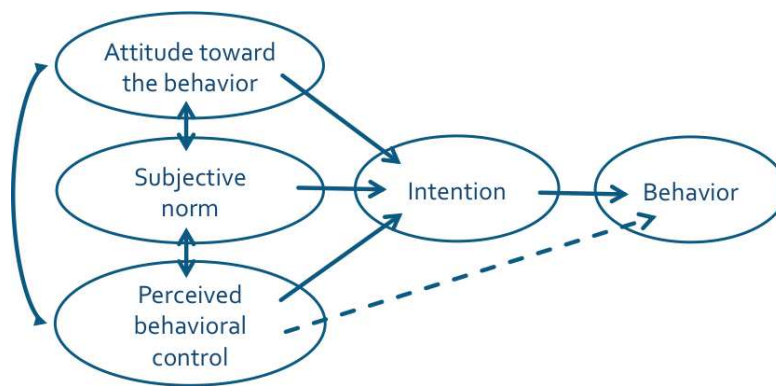 Attitude toward
the behavior
Subjective
norm
Intention
Behavior
Perceived
behavioral
control